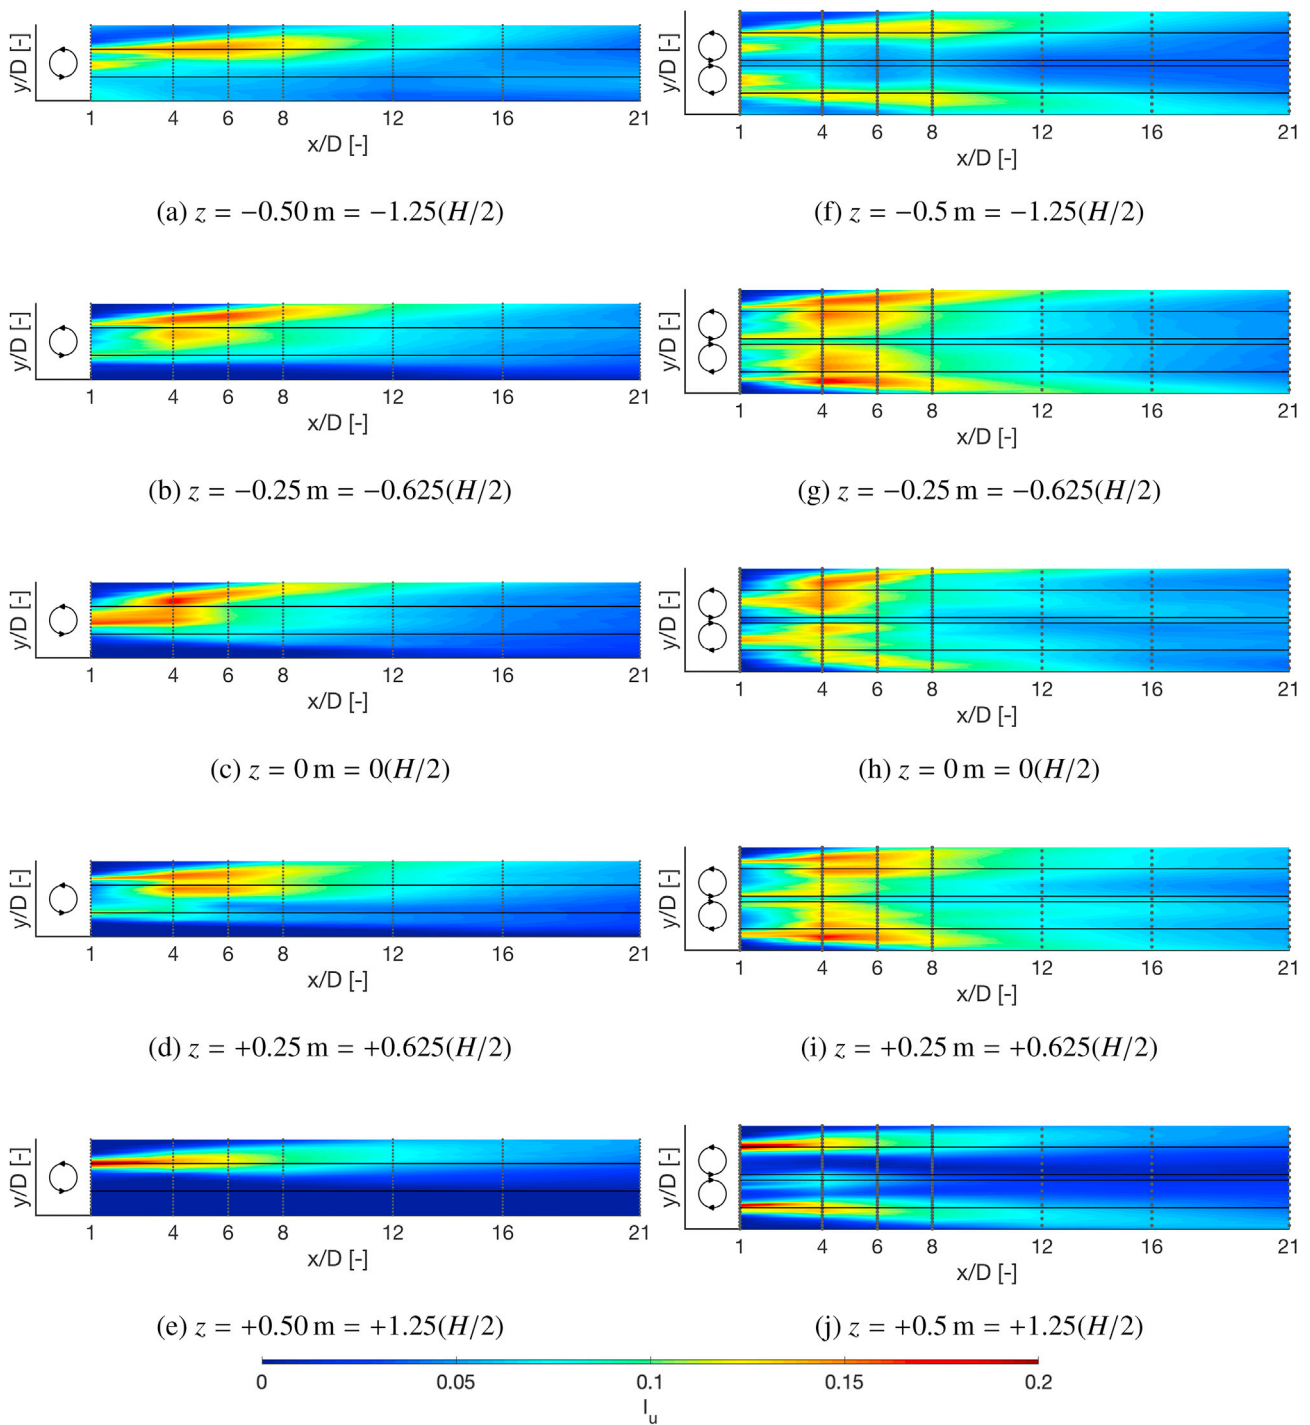 y/D [-]
1 4 6 8 12 16 21
x/D [-]
(a) z = −0.50 m = −1.25(H/2)
y/D [-]
1 4 6 8 12 16 21
x/D [-]
(f) z = −0.5 m = −1.25(H/2)
y/D [-]
1 4 6 8 12 16 21
x/D [-]
(b) z = −0.25 m = −0.625(H/2)
y/D [-]
1 4 6 8 12 16 21
x/D [-]
(g) z = −0.25 m = −0.625(H/2)
y/D [-]
1 4 6 8 12 16 21
x/D [-]
(c) z = 0 m = 0(H/2)
y/D [-]
1 4 6 8 12 16 21
x/D [-]
(h) z = 0 m = 0(H/2)
y/D [-]
1 4 6 8 12 16 21
x/D [-]
(d) z = +0.25 m = +0.625(H/2)
y/D [-]
1 4 6 8 12 16 21
x/D [-]
(i) z = +0.25 m = +0.625(H/2)
y/D [-]
1 4 6 8 12 16 21
x/D [-]
(e) z = +0.50 m = +1.25(H/2)
y/D [-]
1 4 6 8 12 16 21
x/D [-]
(j) z = +0.5 m = +1.25(H/2)
0 0.05 0.1 0.15 0.2
I_u